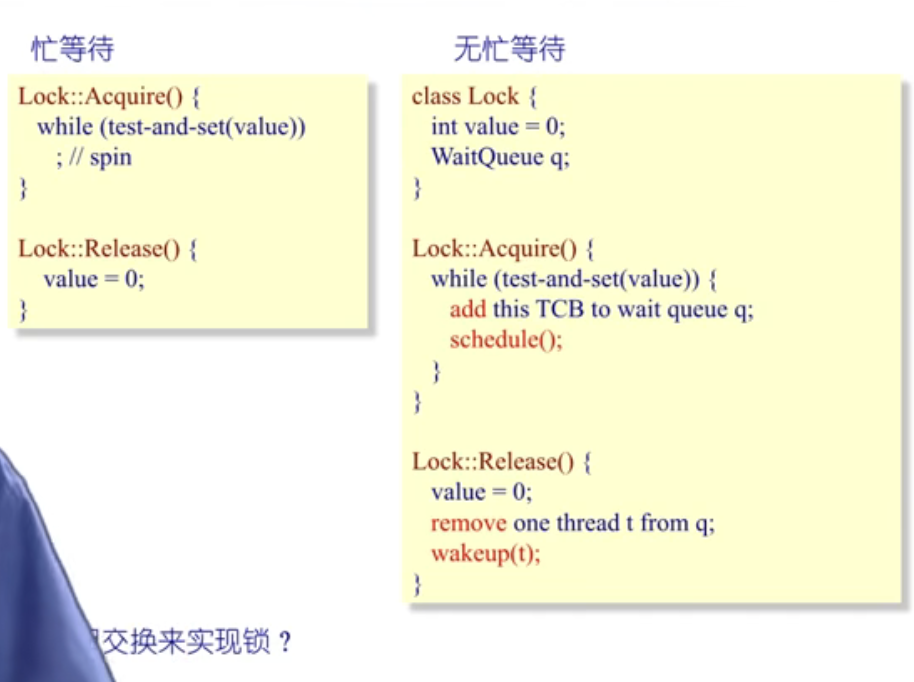 忙等待
Lock::Acquire() {
while (test-and-set(value))
; // spin
}
Lock::Release() {
value = 0;
}
无忙等待
class Lock {
int value = 0;
WaitQueue q;
}
Lock::Acquire() {
while (test-and-set(value)) {
add this TCB to wait queue q;
schedule();
}
}
Lock::Release() {
value = 0;
remove one thread t from q;
wakeup(t);
}
交换来实现锁?